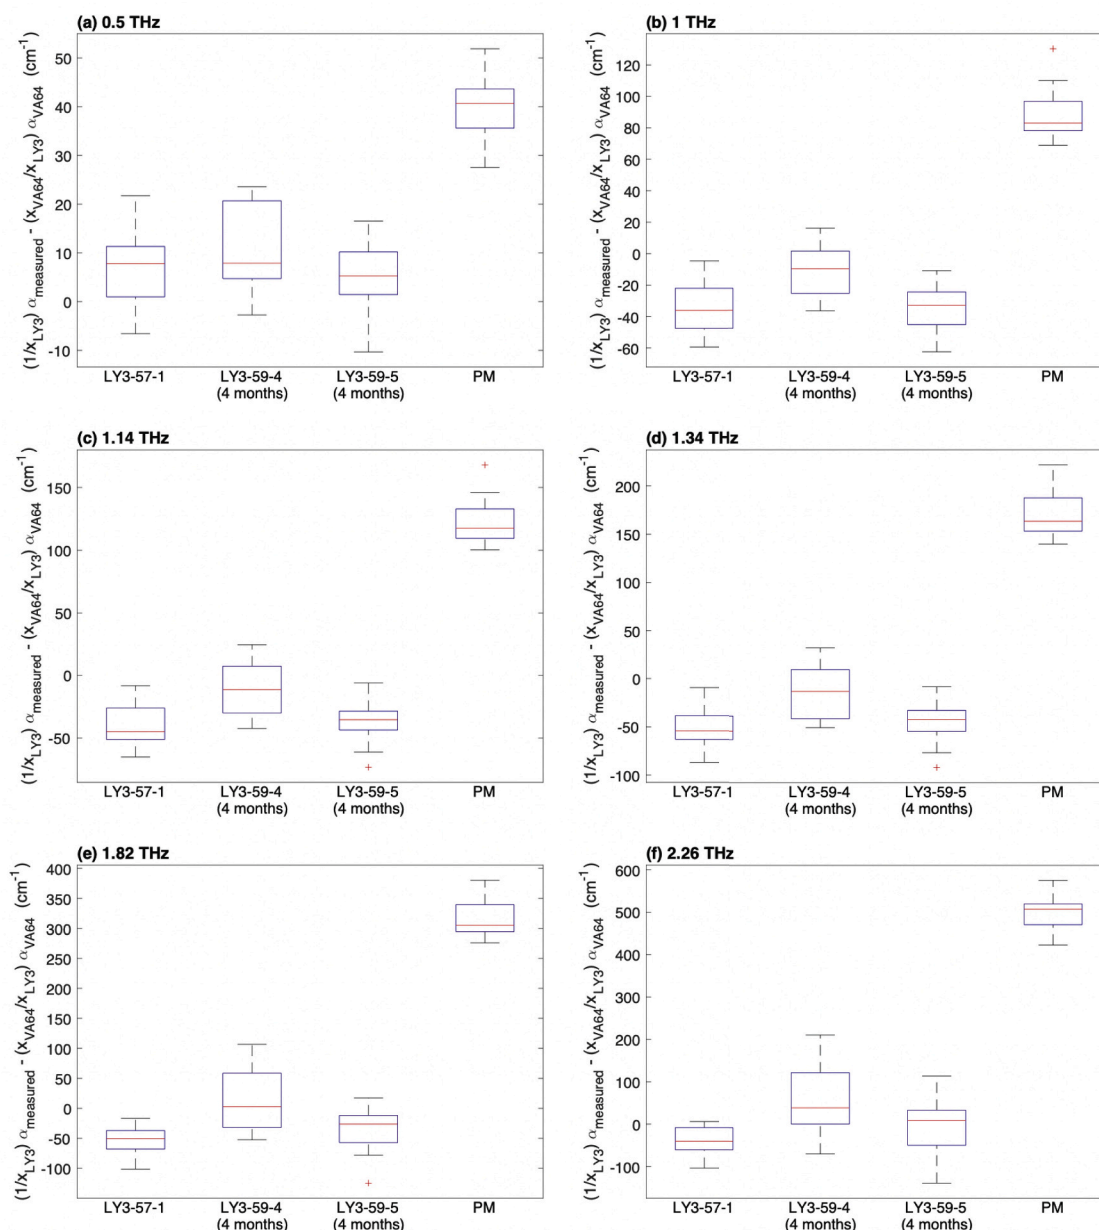 (a) 0.5 THz
(1/x_LY3) α_measured - (x_VA64/x_LY3) α_VA64 (cm^-1)
50
40
30
20
10
0
-10
LY3-57-1 LY3-59-4 LY3-59-5 PM
(4 months) (4 months)
(b) 1 THz
(1/x_LY3) α_measured - (x_VA64/x_LY3) α_VA64 (cm^-1)
120
100
80
60
40
20
0
-20
-40
-60
LY3-57-1 LY3-59-4 LY3-59-5 PM
(4 months) (4 months)
(c) 1.14 THz
(1/x_LY3) α_measured - (x_VA64/x_LY3) α_VA64 (cm^-1)
150
100
50
0
-50
LY3-57-1 LY3-59-4 LY3-59-5 PM
(4 months) (4 months)
(d) 1.34 THz
(1/x_LY3) α_measured - (x_VA64/x_LY3) α_VA64 (cm^-1)
200
150
100
50
0
-50
-100
LY3-57-1 LY3-59-4 LY3-59-5 PM
(4 months) (4 months)
(e) 1.82 THz
(1/x_LY3) α_measured - (x_VA64/x_LY3) α_VA64 (cm^-1)
400
350
300
250
200
150
100
50
0
-50
-100
LY3-57-1 LY3-59-4 LY3-59-5 PM
(4 months) (4 months)
(f) 2.26 THz
(1/x_LY3) α_measured - (x_VA64/x_LY3) α_VA64 (cm^-1)
600
500
400
300
200
100
0
-100
LY3-57-1 LY3-59-4 LY3-59-5 PM
(4 months) (4 months)